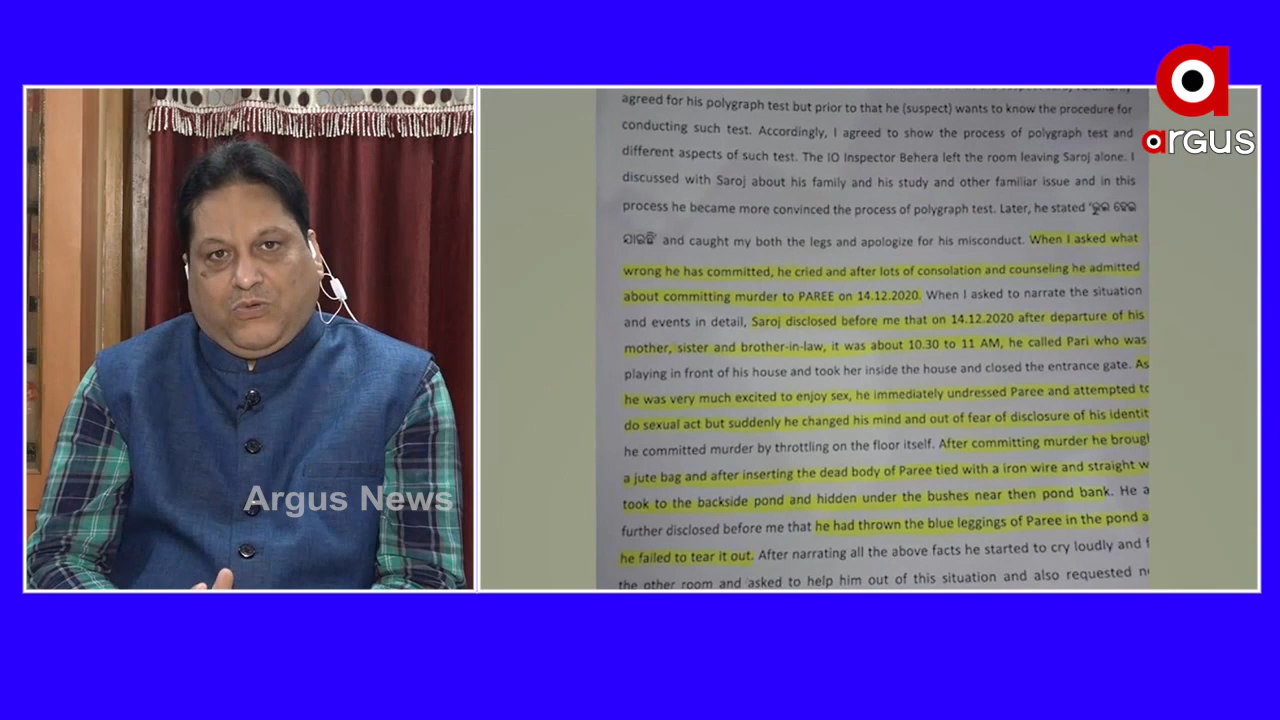 argus
Argus News
agreed for his polygraph test but prior to that he (suspect) wants to know the procedure for
conducting such test. Accordingly, I agreed to show the process of polygraph test and
different aspects of such test. The IO Inspector Behera left the room leaving Saroj alone. I
discussed with Saroj about his family and his study and other familiar issue and in this
process he became more convinced the process of polygraph test. Later, he stated 'ଭୁଲ ହେଇ
ଯାଇଛି' and caught my both the legs and apologize for his misconduct. When I asked what
wrong he has committed, he cried and after lots of consolation and counseling he admitted
about committing murder to PAREE on 14.12.2020. When I asked to narrate the situation
and events in detail, Saroj disclosed before me that on 14.12.2020 after departure of his
mother, sister and brother-in-law, it was about 10.30 to 11 AM, he called Pari who was
playing in front of his house and took her inside the house and closed the entrance gate. As
he was very much excited to enjoy sex, he immediately undressed Paree and attempted to
do sexual act but suddenly he changed his mind and out of fear of disclosure of his identit
he committed murder by throttling on the floor itself. After committing murder he brough
a jute bag and after inserting the dead body of Paree tied with a iron wire and straight w
took to the backside pond and hidden under the bushes near then pond bank. He a
further disclosed before me that he had thrown the blue leggings of Paree in the pond a
he failed to tear it out. After narrating all the above facts he started to cry loudly and f
the other room and asked to help him out of this situation and also requested n